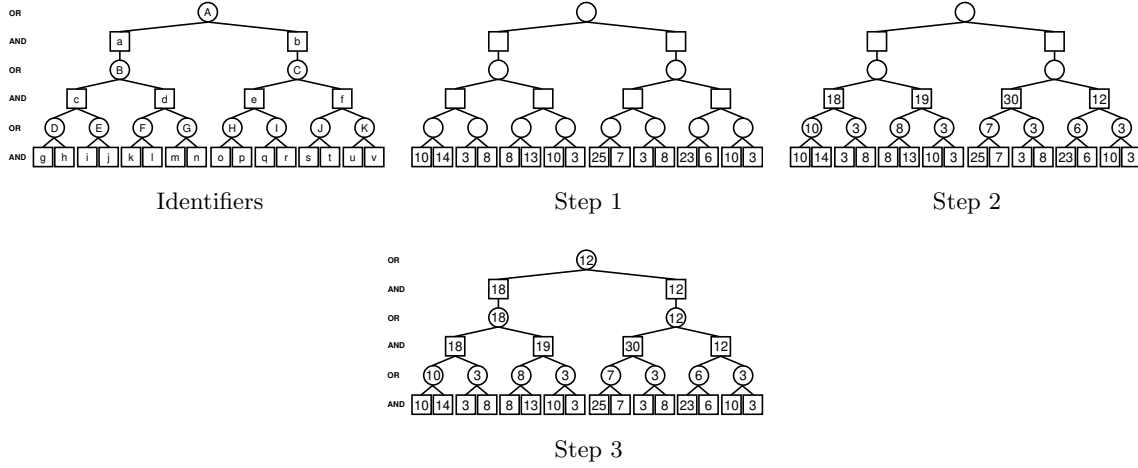 OR A
AND a b
OR B C
AND c d e f
OR D E F G H I J K
AND g h i j k l m n o p q r s t u v
Identifiers
10 14 3 8 8 13 10 3 25 7 3 8 23 6 10 3
Step 1
18 19 30 12
10 3 8 3 7 3 6 3
10 14 3 8 8 13 10 3 25 7 3 8 23 6 10 3
Step 2
OR 12
AND 18 12
OR 18 12
AND 18 19 30 12
OR 10 3 8 3 7 3 6 3
AND 10 14 3 8 8 13 10 3 25 7 3 8 23 6 10 3
Step 3